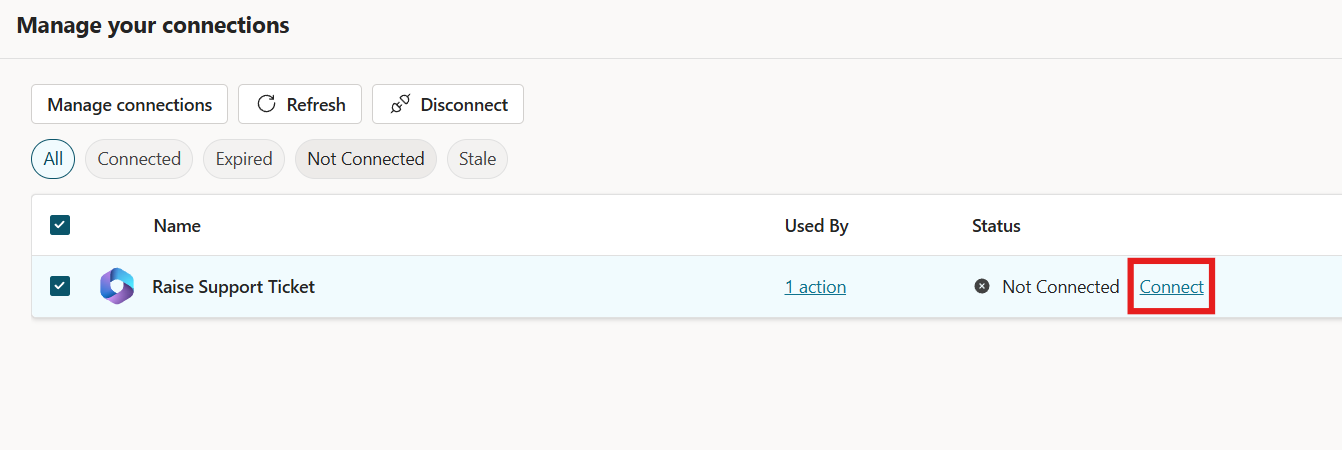 Manage your connections
Manage connections Refresh Disconnect
All Connected Expired Not Connected Stale
Name Used By Status
Raise Support Ticket 1 action Not Connected Connect